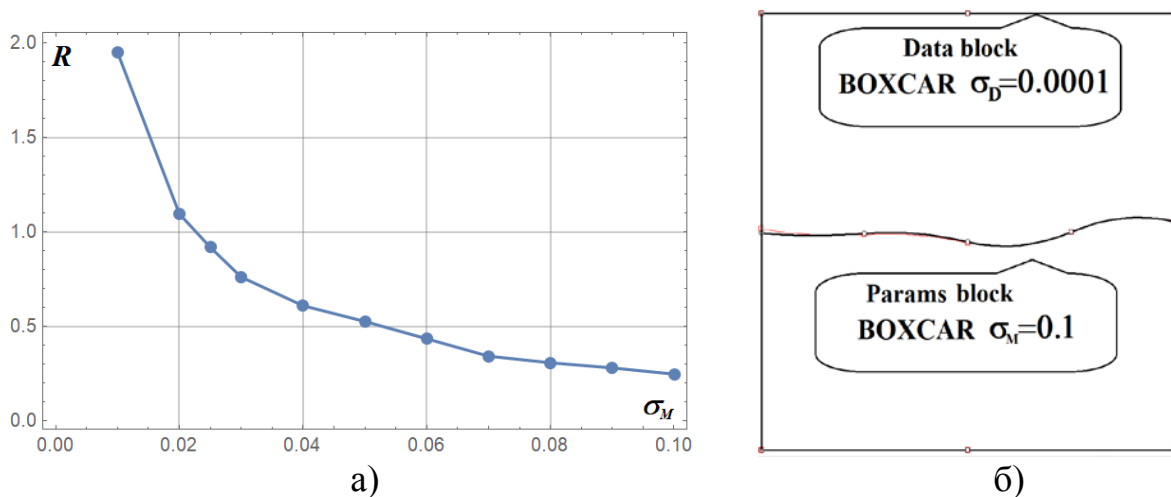 2.0
R
1.5
1.0
0.5
0.0
σM
0.00 0.02 0.04 0.06 0.08 0.10
а)
Data block
BOXCAR σD=0.0001
Params block
BOXCAR σM=0.1
б)